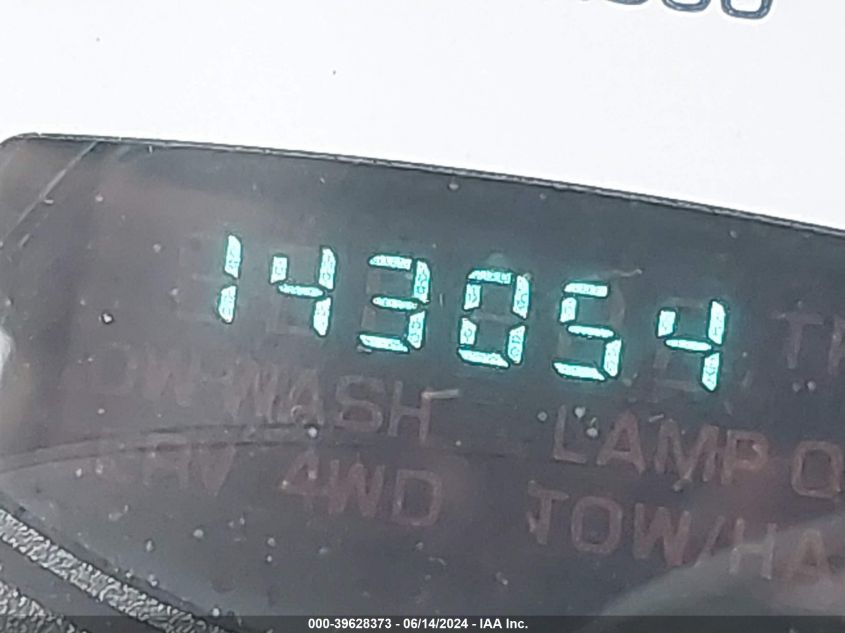 143054
WASH LAMP
4WD TOW/HA
000-39628373 - 06/14/2024 - IAA Inc.